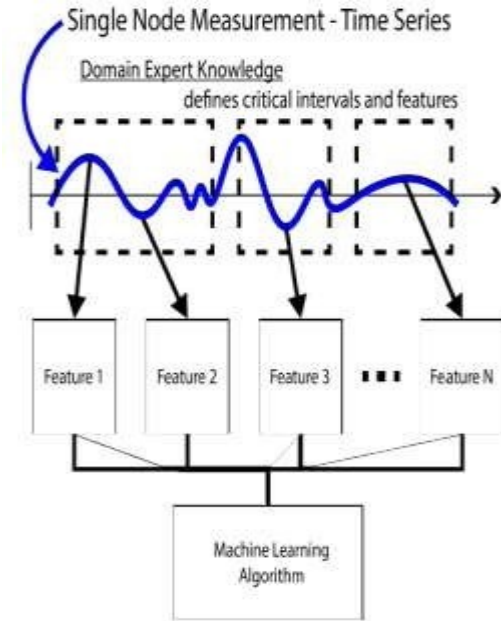 Single Node Measurement - Time Series
Domain Expert Knowledge
defines critical intervals and features
Feature 1
Feature 2
Feature 3
Feature N
Machine Learning
Algorithm